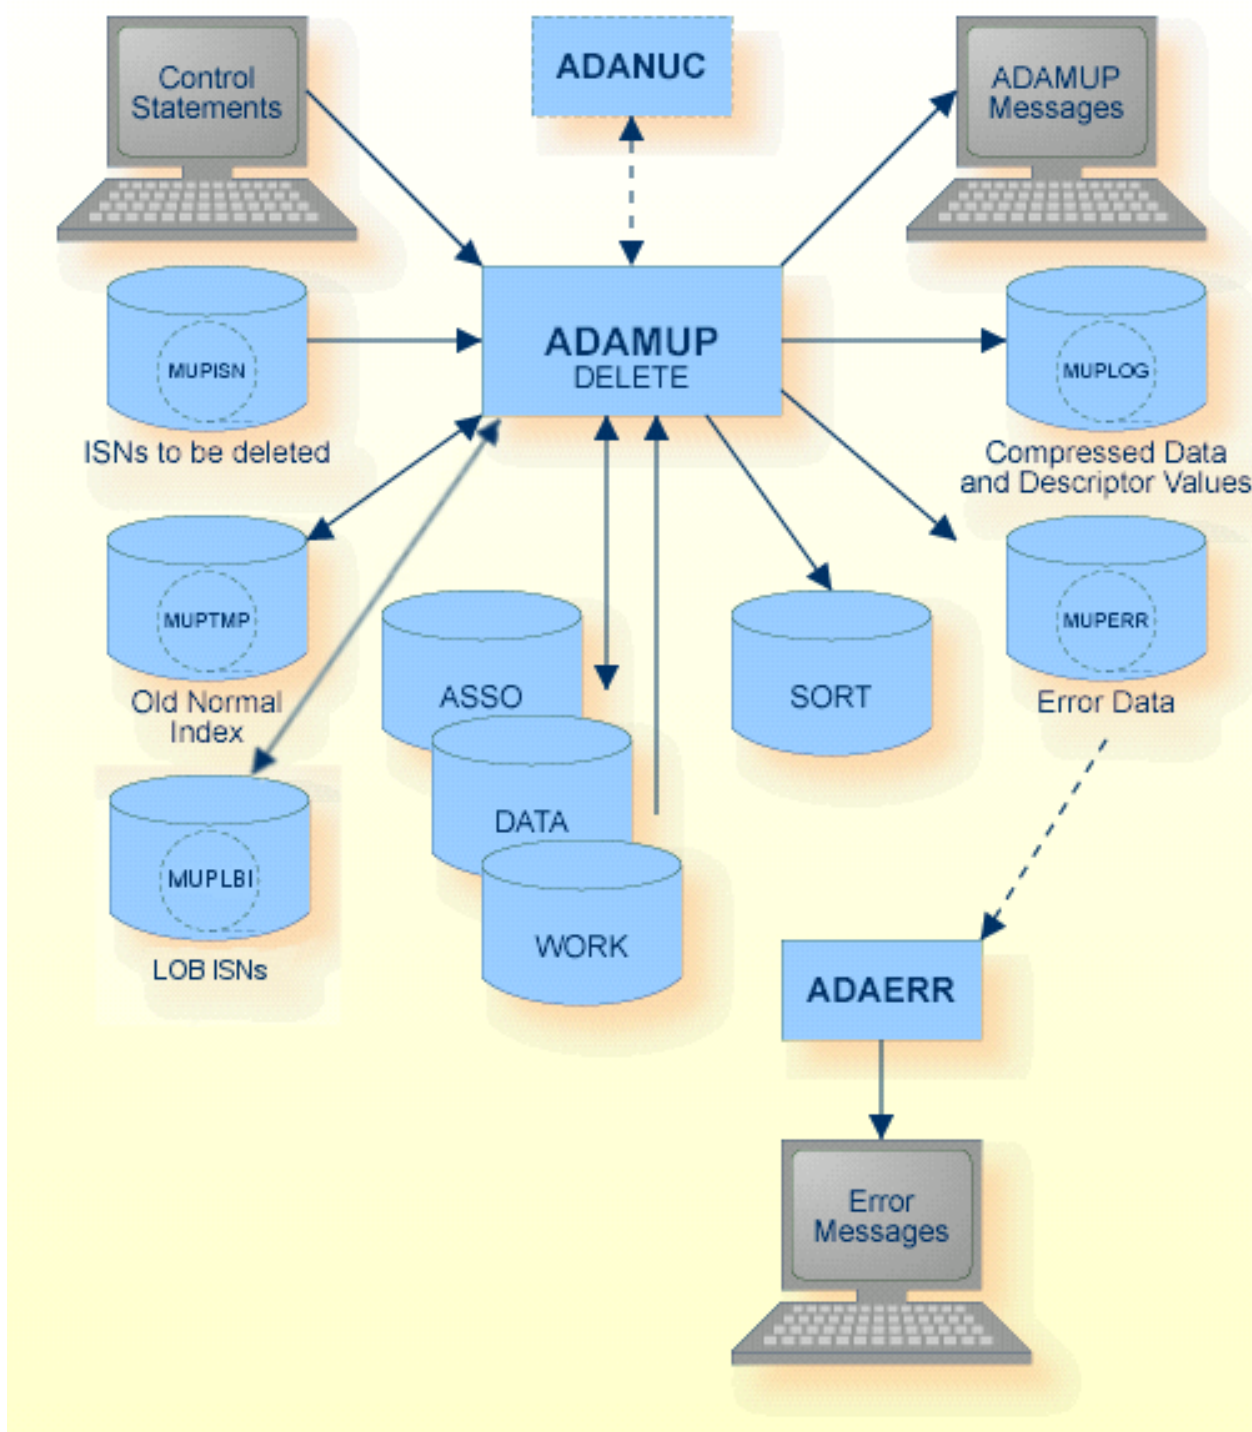 Control
Statements
ADANUC
ADAMUP
Messages
ADAMUP
DELETE
MUPISN
ISNs to be deleted
MUPLOG
Compressed Data
and Descriptor Values
MUPTMP
Old Normal
Index
MUPERR
Error Data
ASSO
DATA
WORK
SORT
MUPLBI
LOB ISNs
ADAERR
Error
Messages